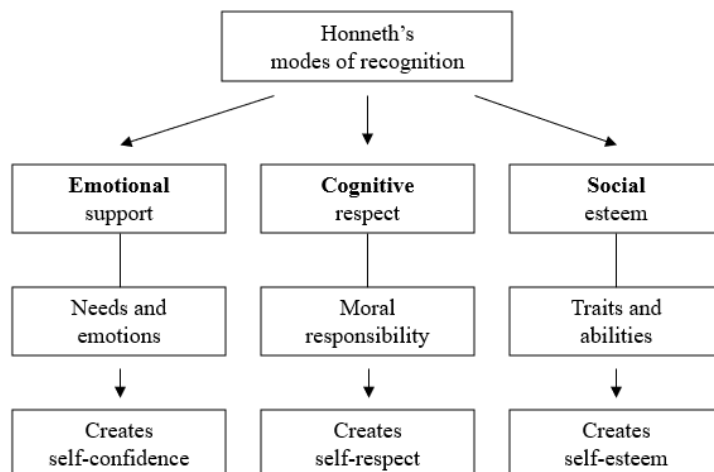 Honneth’s
modes of recognition
Emotional
support
Cognitive
respect
Social
esteem
Needs and
emotions
Moral
responsibility
Traits and
abilities
Creates
self-confidence
Creates
self-respect
Creates
self-esteem